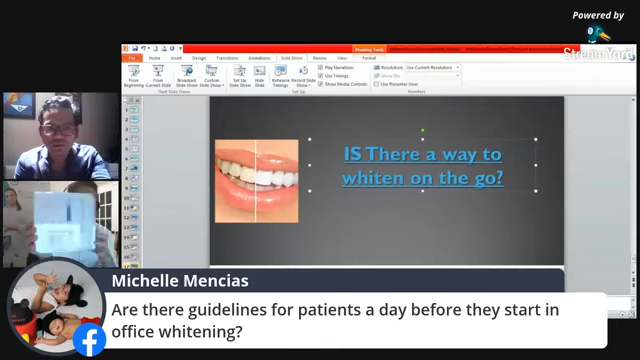 Powered by
Stream Yard
Drawing Tools
File
Home
Insert
Design
Transitions
Animations
Slide Show
Review
View
Format
From Beginning
From Current Slide
Broadcast Slide Show
Custom Slide Show
Set Up Slide Show
Hide Slide
Rehearse Timings
Record Slide Show
Play Narrations
Use Timings
Show Media Controls
Resolution: Use Current Resolution
Show On:
Use Presenter View
Start Slide Show
Set Up
Monitors
IS There a way to
whiten on the go?
Michelle Mencias
Are there guidelines for patients a day before they start in
office whitening?